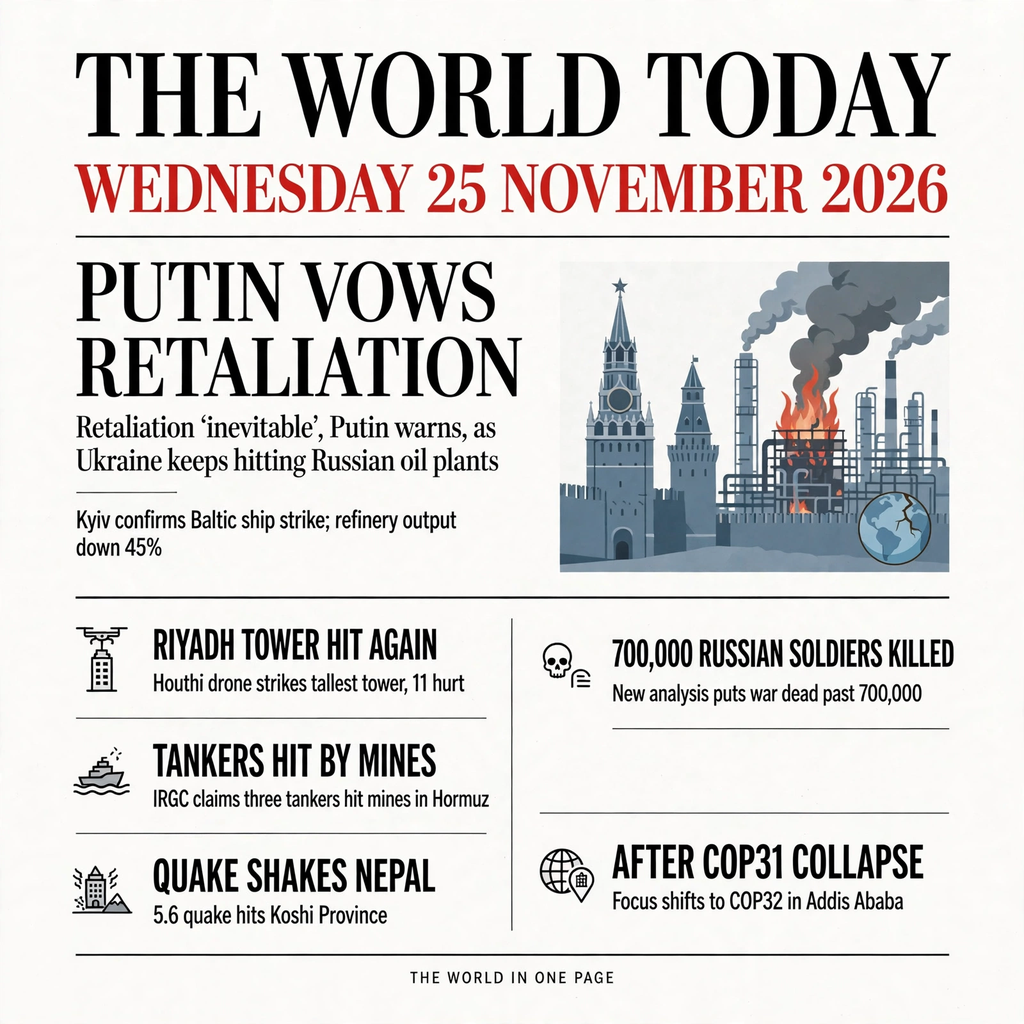 THE WORLD TODAY
WEDNESDAY 25 NOVEMBER 2026
PUTIN VOWS
RETALIATION
Retaliation ‘inevitable’, Putin warns, as
Ukraine keeps hitting Russian oil plants
Kyiv confirms Baltic ship strike; refinery output
down 45%
RIYADH TOWER HIT AGAIN
Houthi drone strikes tallest tower, 11 hurt
TANKERS HIT BY MINES
IRGC claims three tankers hit mines in Hormuz
QUAKE SHAKES NEPAL
5.6 quake hits Koshi Province
700,000 RUSSIAN SOLDIERS KILLED
New analysis puts war dead past 700,000
AFTER COP31 COLLAPSE
Focus shifts to COP32 in Addis Ababa
THE WORLD IN ONE PAGE